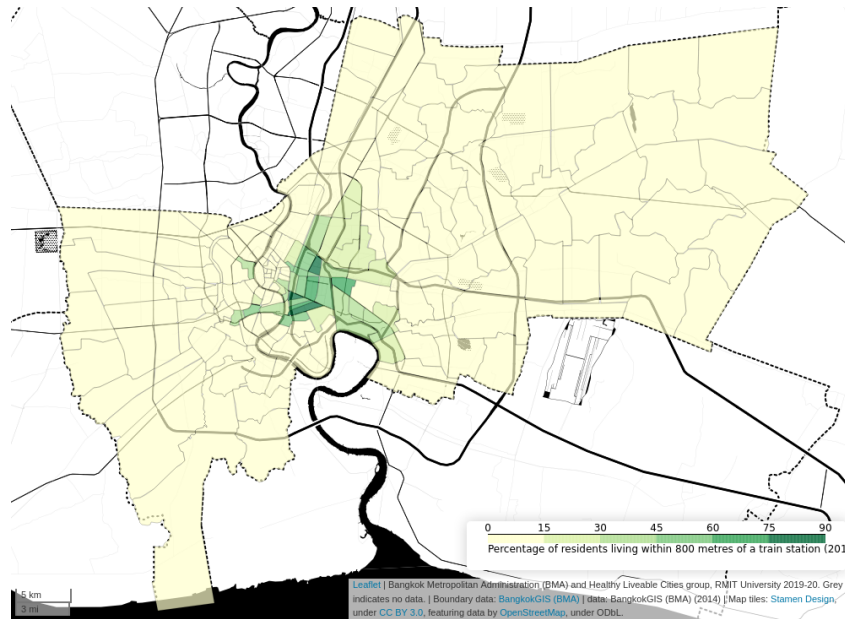 0 15 30 45 60 75 90
Percentage of residents living within 800 metres of a train station (201
5 km
3 mi
Leaflet | Bangkok Metropolitan Administration (BMA) and Healthy Liveable Cities group, RMIT University 2019-20. Grey
indicates no data. | Boundary data: BangkokGIS (BMA) | data: BangkokGIS (BMA) (2014) | Map tiles: Stamen Design,
under CC BY 3.0, featuring data by OpenStreetMap, under ODbL.